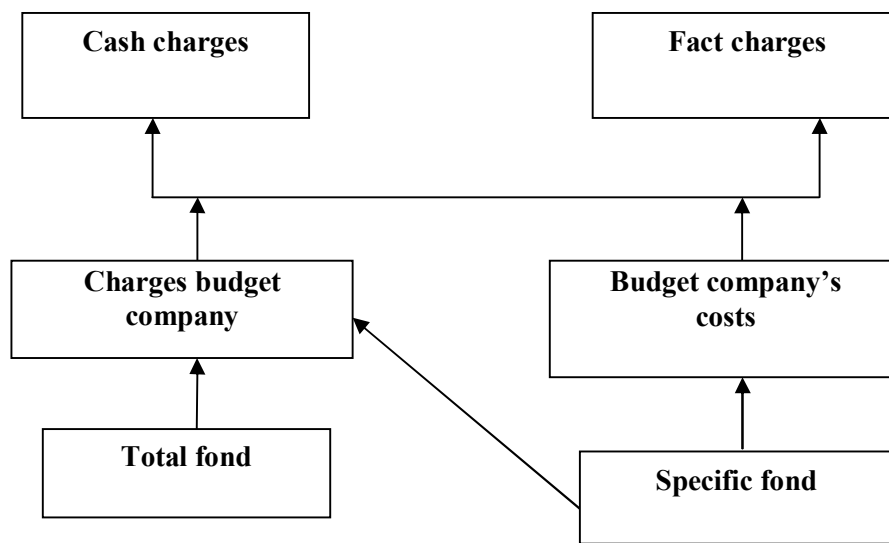 Cash charges
Fact charges
Charges budget
company
Budget company’s
costs
Total fond
Specific fond